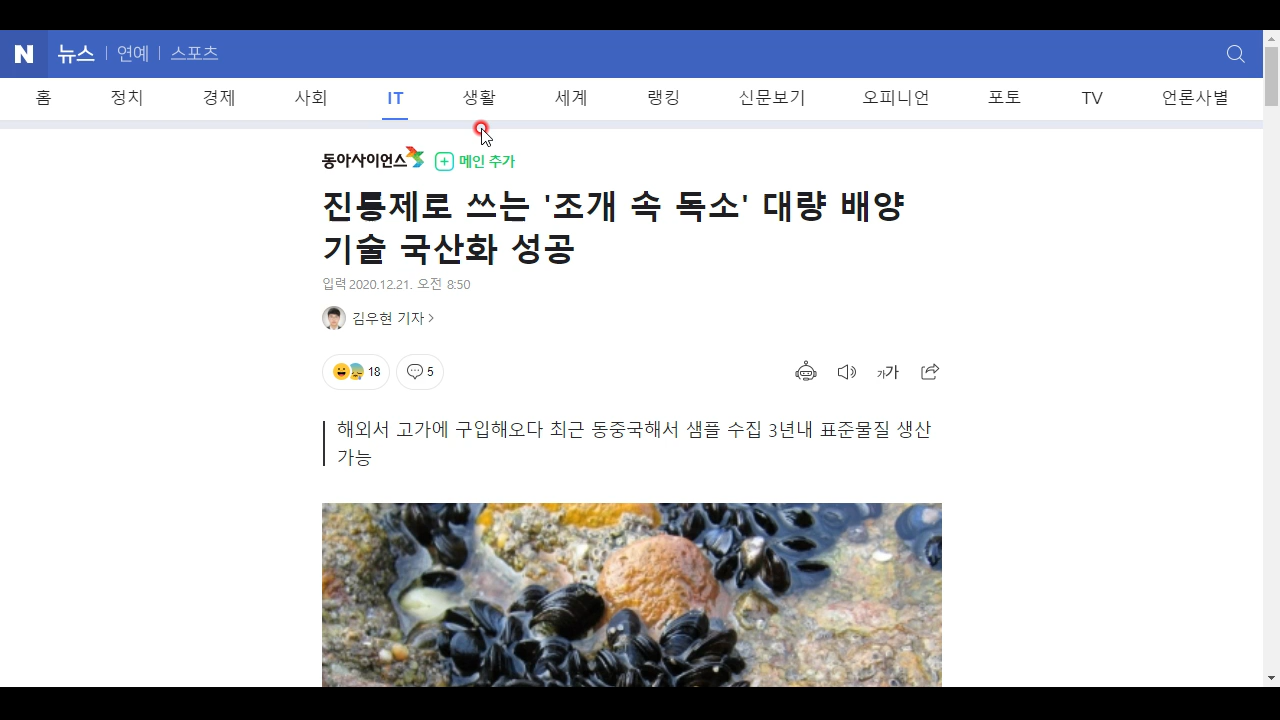 N 뉴스 연예 스포츠
홈 정치 경제 사회 IT 생활 세계 랭킹 신문보기 오피니언 포토 TV 언론사별
동아사이언스 메인 추가
진통제로 쓰는 '조개 속 독소' 대량 배양
기술 국산화 성공
입력 2020.12.21. 오전 8:50
김우현 기자
18 5 가가
해외서 고가에 구입해오다 최근 동중국해서 샘플 수집 3년내 표준물질 생산
가능